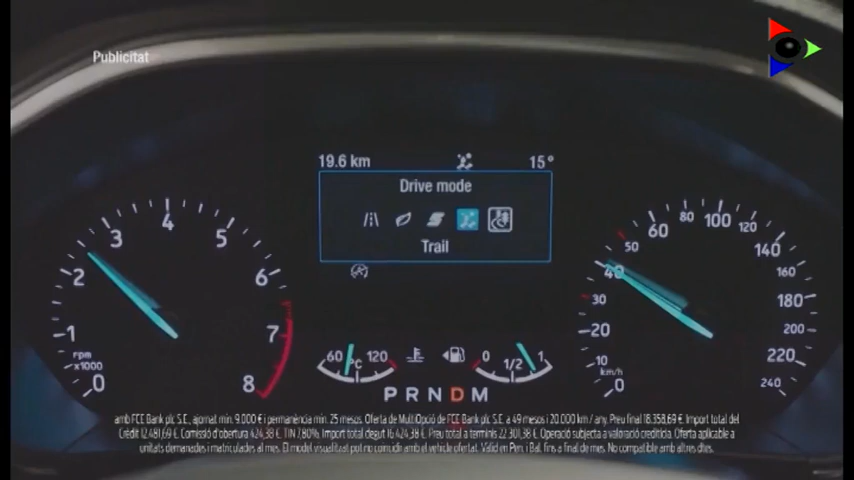 Publicitat
19.6 km 15°
Drive mode
Trail
0 1 2 3 4 5 6 7 8
rpm
x1000
60 °C 120
0 1/2 1
P R N D M
0 10 20 30 40 50 60 80 100 120 140 160 180 200 220 240
km/h
amb FCE Bank plc S.E., ajornat mín. 9.000 € i permanència mín. 25 mesos. Oferta de MultiOpció de FCE Bank plc S.E. a 49 mesos i 20.000 km / any. Preu final 18.358,69 €. Import total del
Crèdit 12.481,69 €. Comissió d'obertura 424,38 €. TIN 7,80%. Import total degut 16.424,38 €. Preu total a terminis 22.301,38 €. Operació subjecta a valoració creditícia. Oferta aplicable a
unitats demanades i matriculades al mes. El model visualitzat pot no coincidir amb el vehicle ofertat. Vàlid en Pen. i Bal. fins a final de mes. No compatible amb altres dtes.